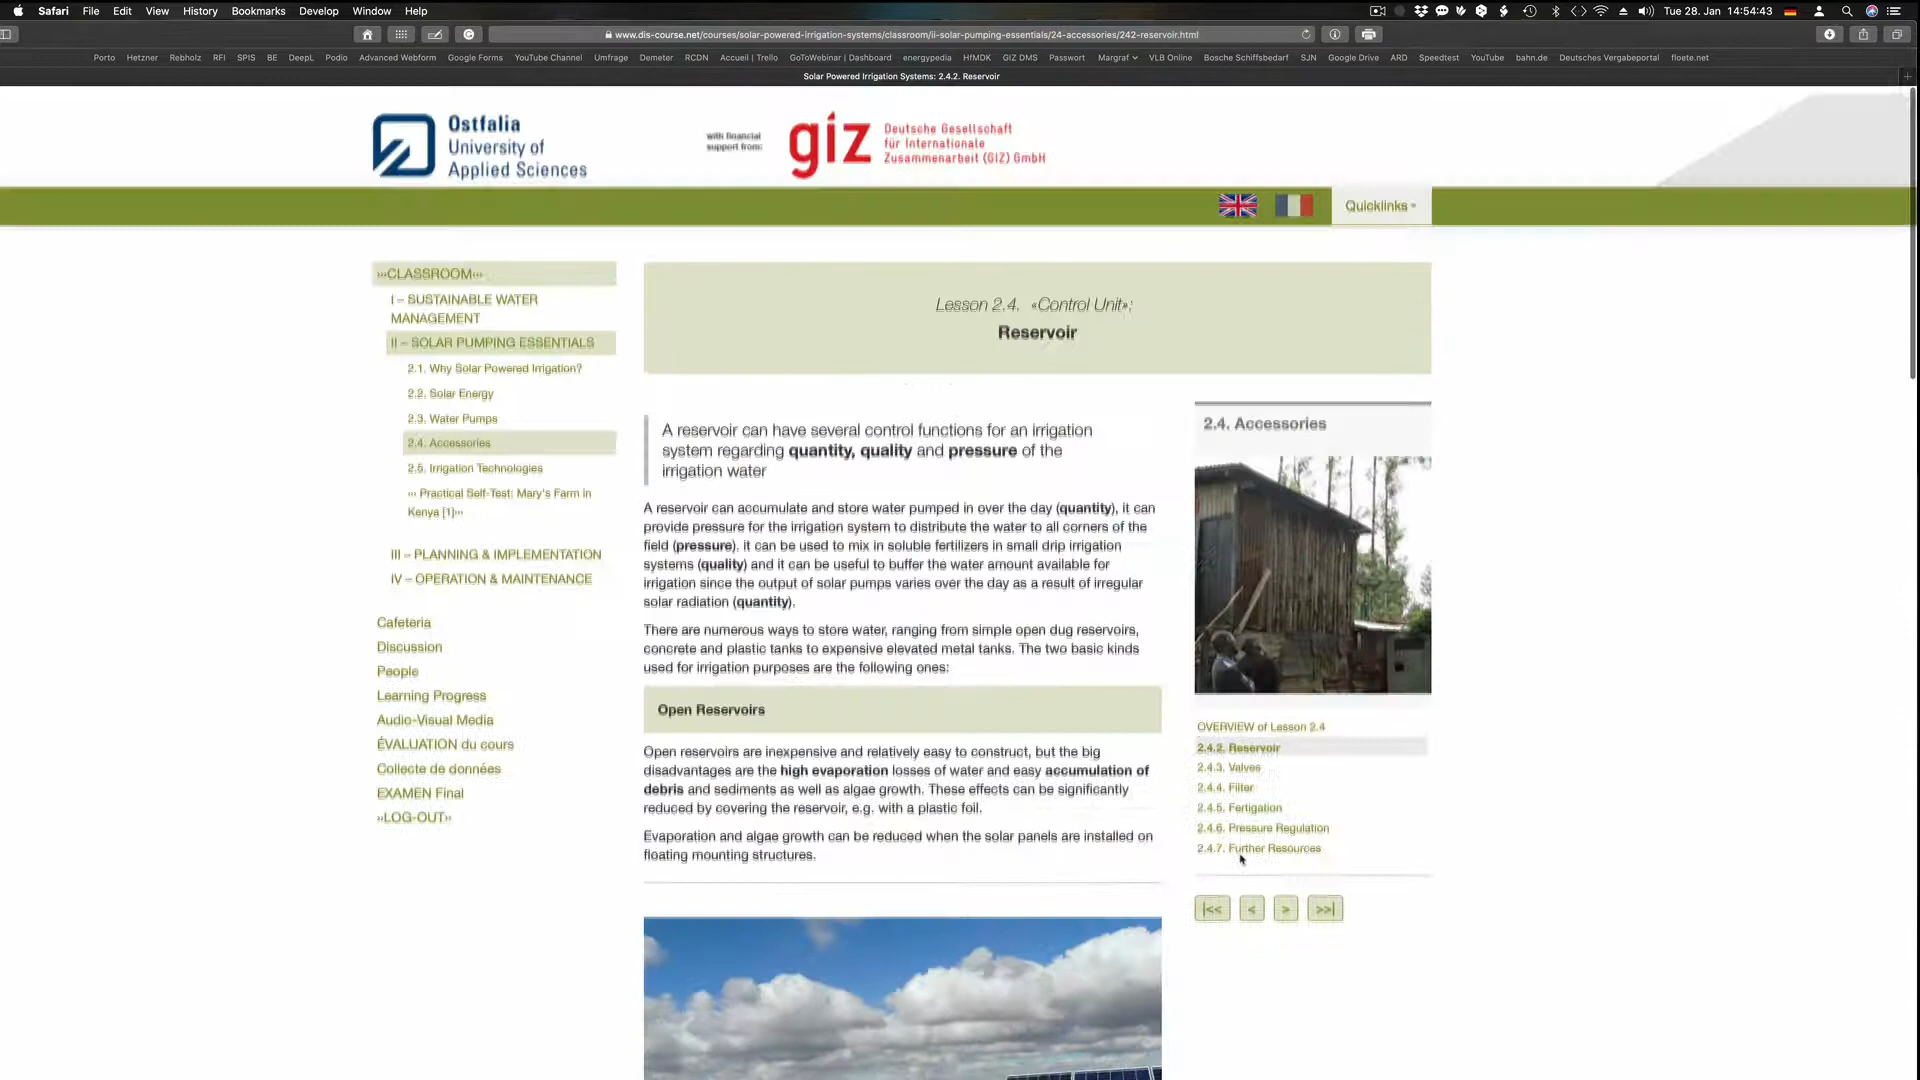 Safari File Edit View History Bookmarks Develop Window Help
Tue 28. Jan 14:54:43
www.dis-course.net/courses/solar-powered-irrigation-systems/classroom/ii-solar-pumping-essentials/24-accessories/242-reservoir.html
Porto Hetzner Rebholz RFI SPIS BE DeepL Podio Advanced Webform Google Forms YouTube Channel Umfrage Demeter RCDN Accueil | Trello GoToWebinar | Dashboard energypedia HfMDK GIZ DMS Passwort Margraf VLB Online Bosche Schiffsbedarf SJN Google Drive ARD Speedtest YouTube bahn.de Deutsches Vergabeportal floete.net
Solar Powered Irrigation Systems: 2.4.2. Reservoir
Ostfalia
University of
Applied Sciences
with financial
support from:
giz
Deutsche Gesellschaft
für Internationale
Zusammenarbeit (GIZ) GmbH
Quicklinks »
›››CLASSROOM‹‹‹
I – SUSTAINABLE WATER
MANAGEMENT
II – SOLAR PUMPING ESSENTIALS
2.1. Why Solar Powered Irrigation?
2.2. Solar Energy
2.3. Water Pumps
2.4. Accessories
2.5. Irrigation Technologies
››› Practical Self-Test: Mary's Farm in
Kenya [1]›››
III – PLANNING & IMPLEMENTATION
IV – OPERATION & MAINTENANCE
Cafeteria
Discussion
People
Learning Progress
Audio-Visual Media
ÉVALUATION du cours
Collecte de données
EXAMEN Final
››LOG-OUT››
Lesson 2.4. «Control Unit»:
Reservoir
A reservoir can have several control functions for an irrigation
system regarding quantity, quality and pressure of the
irrigation water
A reservoir can accumulate and store water pumped in over the day (quantity), it can
provide pressure for the irrigation system to distribute the water to all corners of the
field (pressure), it can be used to mix in soluble fertilizers in small drip irrigation
systems (quality) and it can be useful to buffer the water amount available for
irrigation since the output of solar pumps varies over the day as a result of irregular
solar radiation (quantity).
There are numerous ways to store water, ranging from simple open dug reservoirs,
concrete and plastic tanks to expensive elevated metal tanks. The two basic kinds
used for irrigation purposes are the following ones:
Open Reservoirs
Open reservoirs are inexpensive and relatively easy to construct, but the big
disadvantages are the high evaporation losses of water and easy accumulation of
debris and sediments as well as algae growth. These effects can be significantly
reduced by covering the reservoir, e.g. with a plastic foil.
Evaporation and algae growth can be reduced when the solar panels are installed on
floating mounting structures.
2.4. Accessories
OVERVIEW of Lesson 2.4
2.4.2. Reservoir
2.4.3. Valves
2.4.4. Filter
2.4.5. Fertigation
2.4.6. Pressure Regulation
2.4.7. Further Resources
|<< < > >>|